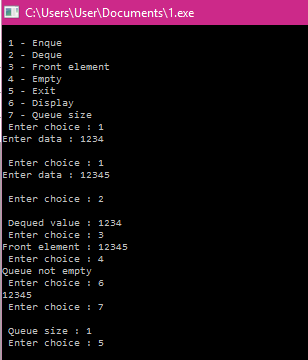 C:\Users\User\Documents\1.exe
1 - Enque
2 - Deque
3 - Front element
4 - Empty
5 - Exit
6 - Display
7 - Queue size
Enter choice : 1
Enter data : 1234
Enter choice : 1
Enter data : 12345
Enter choice : 2
Dequed value : 1234
Enter choice : 3
Front element : 12345
Enter choice : 4
Queue not empty
Enter choice : 6
12345
Enter choice : 7
Queue size : 1
Enter choice : 5